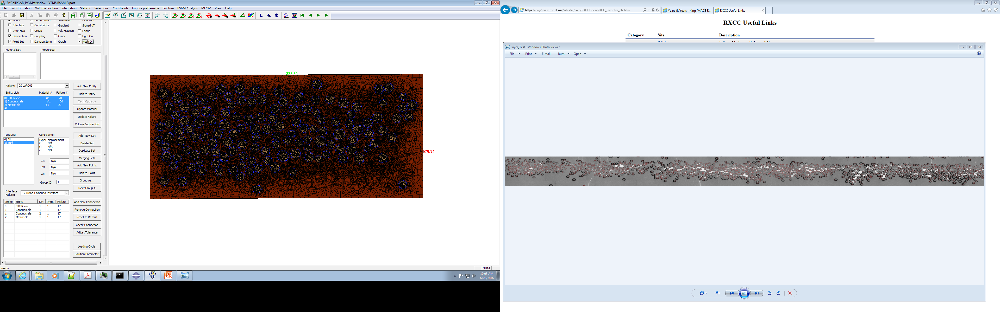 E:\Collin\AB_PY\Matrix.ele... - VTMS BSAM Export
File Transformation Volume Fraction Integration Statistic Selections Constraints Impose preDamage Fracture BSAM Analysis MECA* View Help
Interface Constraints Gradient Signed dT
Inter-Hex Group Vol. Fraction Fabric
Connection Coupling Crack Light On
Point Set Damage Zone Graph Mesh On
Material List: Properties:
Failure: 20 LaRC03 Add New Entity
Entity List: Material # Failure # Delete Entity
0) FIBER.ele #1 20
1) Coatings.ele #1 20 Mesh Optimize
2) Matrix.ele #1 20
All Update Material
Update Failure
Volume Subtraction
Set List: Constraints: Add New Set
0) All Type: displacement
1) Surf X: N/A Delete Set
Y: N/A
Z: N/A Duplicate Set
Merging Sets
ux: N/A
uy: N/A Add New Points
uz: N/A Delete Point
Group ID: 1 Group As...
Next Group >
Interface Failure: 17 Turon-Camanho Interface
Index Entity Set Prop. Failure Add New Connection
0 FIBER.ele 1 1 17
1 Coatings.ele 1 1 17 Remove Connection
1 Coatings.ele 2 1 17
2 Matrix.ele 1 1 17 Reset to Default
Check Connection
Adjust Tolerance
Loading Cycle
Solution Parameter
Ready NUM
10:08 AM
6/28/2016
https://org2.eis.afmc.af.mil/sites/rx/rxcc/RXCCDocs/RXCC_favorites_ctr.htm
Years & Years - King (MACE R... RXCC Useful Links
RXCC Useful Links
Category Site Description
Layer_Test - Windows Photo Viewer
File Print E-mail Burn Open